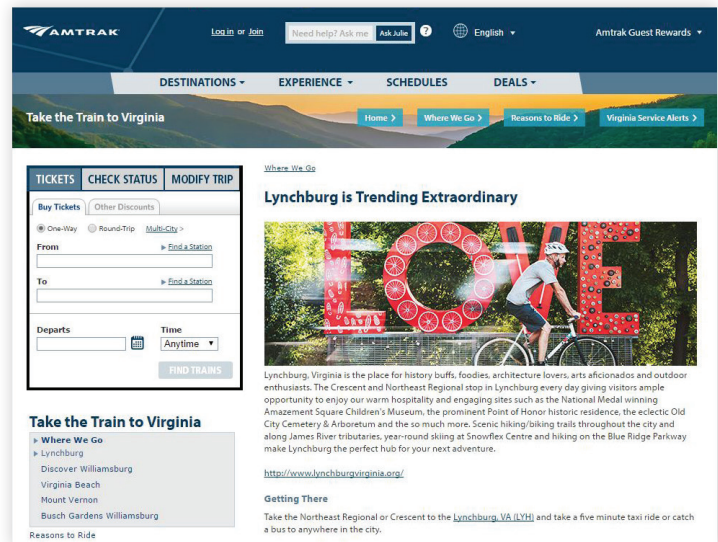 AMTRAK
Log in or Join
Need help? Ask me
Ask Julie
?
English
Amtrak Guest Rewards
DESTINATIONS
EXPERIENCE
SCHEDULES
DEALS
Take the Train to Virginia
Home >
Where We Go >
Reasons to Ride >
Virginia Service Alerts >
TICKETS
CHECK STATUS
MODIFY TRIP
Buy Tickets
Other Discounts
One-Way
Round-Trip
Multi-City >
From
Find a Station
To
Find a Station
Departs
Time
Anytime
FIND TRAINS
Take the Train to Virginia
Where We Go
Lynchburg
Discover Williamsburg
Virginia Beach
Mount Vernon
Busch Gardens Williamsburg
Reasons to Ride
Where We Go
Lynchburg is Trending Extraordinary
LOVE
Lynchburg, Virginia is the place for history buffs, foodies, architecture lovers, arts aficionados and outdoor
enthusiasts. The Crescent and Northeast Regional stop in Lynchburg every day giving visitors ample
opportunity to enjoy our warm hospitality and engaging sites such as the National Medal winning
Amazement Square Children's Museum, the prominent Point of Honor historic residence, the eclectic Old
City Cemetery & Arboretum and the so much more. Scenic hiking/biking trails throughout the city and
along James River tributaries, year-round skiing at Snowflex Centre and hiking on the Blue Ridge Parkway
make Lynchburg the perfect hub for your next adventure.
http://www.lynchburgvirginia.org/
Getting There
Take the Northeast Regional or Crescent to the Lynchburg, VA (LYH) and take a five minute taxi ride or catch
a bus to anywhere in the city.